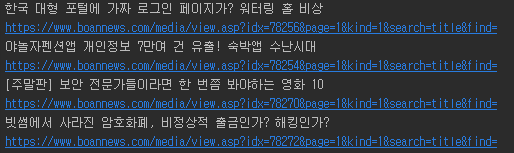 한국 대형 포털에 가짜 로그인 페이지가? 워터링 홀 비상
https://www.boannews.com/media/view.asp?idx=78256&page=1&kind=1&search=title&find=
야놀자펜션앱 개인정보 7만여 건 유출! 숙박앱 수난시대
https://www.boannews.com/media/view.asp?idx=78254&page=1&kind=1&search=title&find=
[주말판] 보안 전문가들이라면 한 번쯤 봐야하는 영화 10
https://www.boannews.com/media/view.asp?idx=78270&page=1&kind=1&search=title&find=
빗썸에서 사라진 암호화폐, 비정상적 출금인가? 해킹인가?
https://www.boannews.com/media/view.asp?idx=78272&page=1&kind=1&search=title&find=